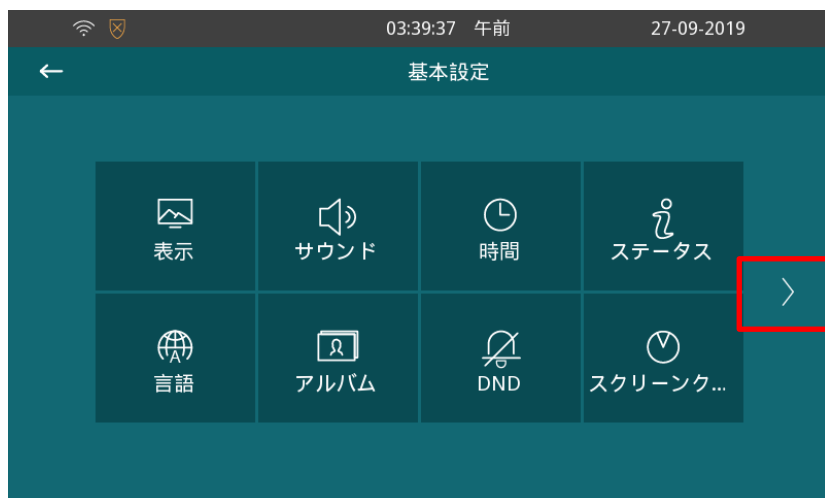 03:39:37 午前 27-09-2019
基本設定
表示 サウンド 時間 ステータス
言語 アルバム DND スクリーンク...